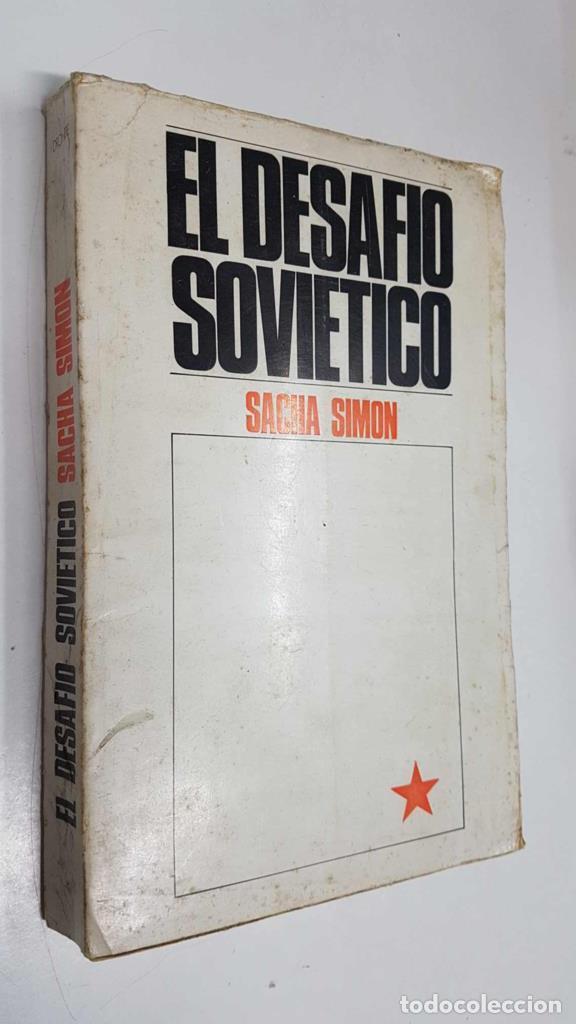 EL DESAFIO
SOVIETICO
SACHA SIMON
EL DESAFIO SOVIETICO SACHA SIMON
todocoleccion